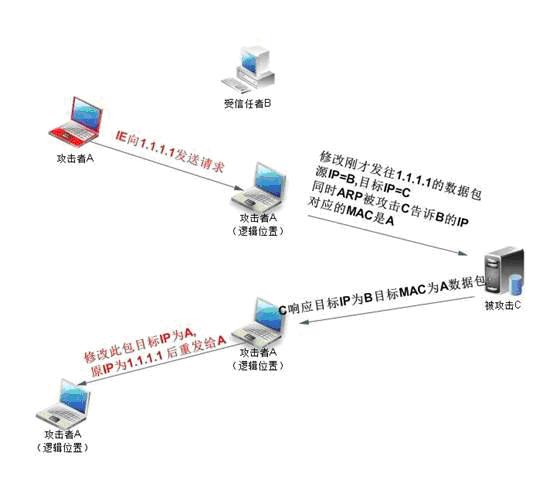 受信任者B
攻击者A
IE向1.1.1.1发送请求
攻击者A
（逻辑位置）
修改刚才发往1.1.1.1的数据包
源IP=B,目标IP=C
同时ARP被攻击C告诉B的IP
对应的MAC是A
被攻击C
C响应目标IP为B目标MAC为A数据包
攻击者A
（逻辑位置）
修改此包目标IP为A,
原IP为1.1.1.1 后重发给A
攻击者A
（逻辑位置）